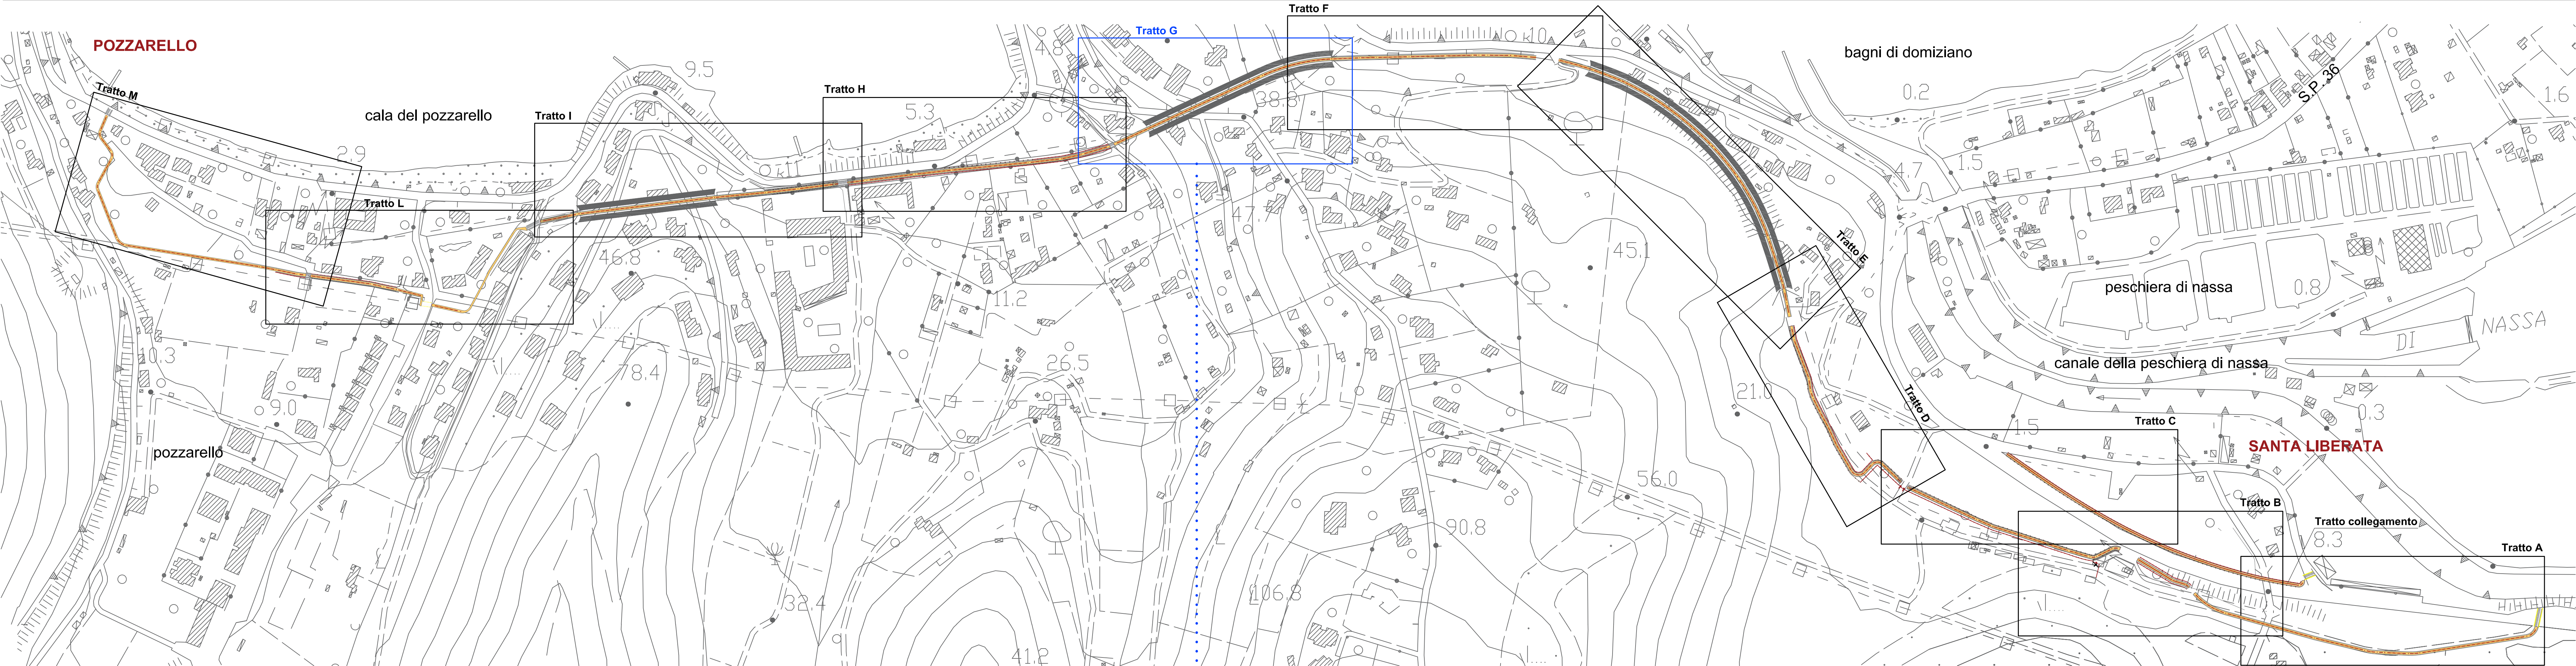 Tratto F
Tratto G
POZZARELLO
4.8
10
bagni di domiziano
9.5
S.P. 36
Tratto M
Tratto H
0.2
1.6
38.8
cala del pozzarello
Tratto I
5.3
2.9
1.5
4.7
Tratto L
47.7
Tratto E
46.8
45.1
peschiera di nassa
0.8
11.2
NASSA
DI
10.3
26.5
canale della peschiera di nassa
78.4
21.0
Tratto D
9.0
0.3
Tratto C
1.5
SANTA LIBERATA
pozzarello
56.0
Tratto B
90.8
Tratto collegamento
8.3
Tratto A
32.4
106.8
41.2